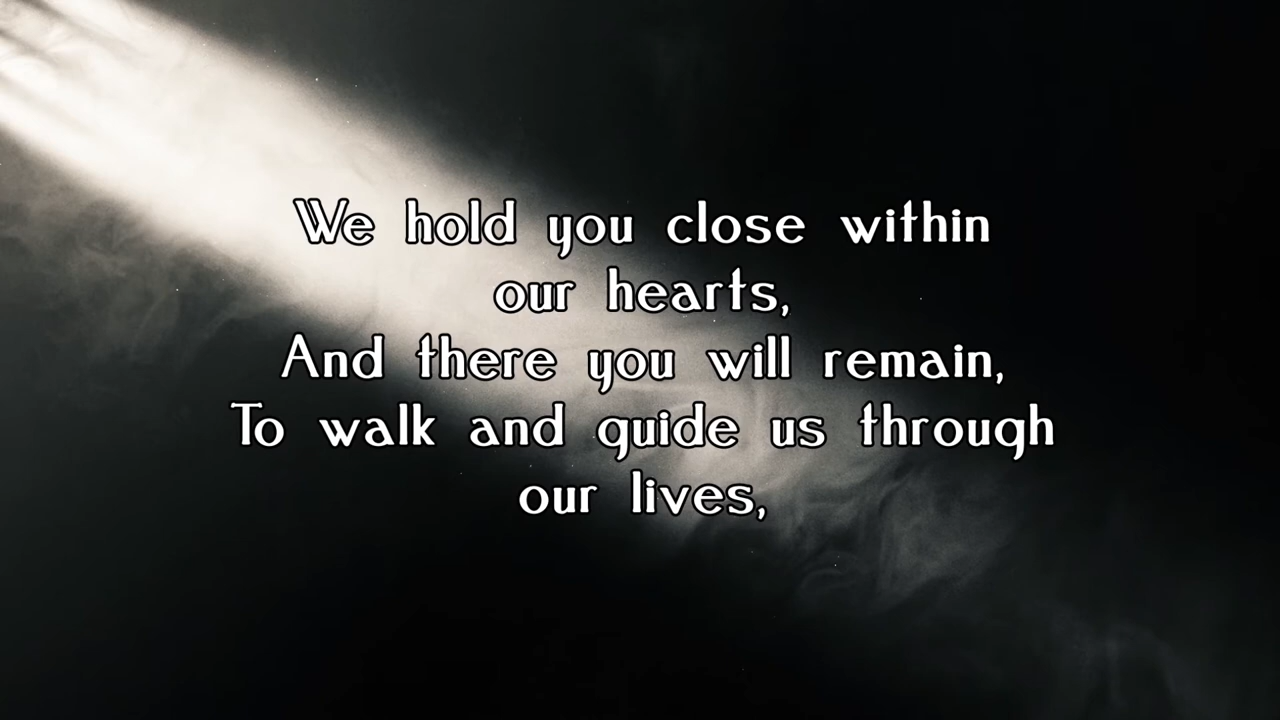 We hold you close within
our hearts,
And there you will remain,
To walk and guide us through
our lives,